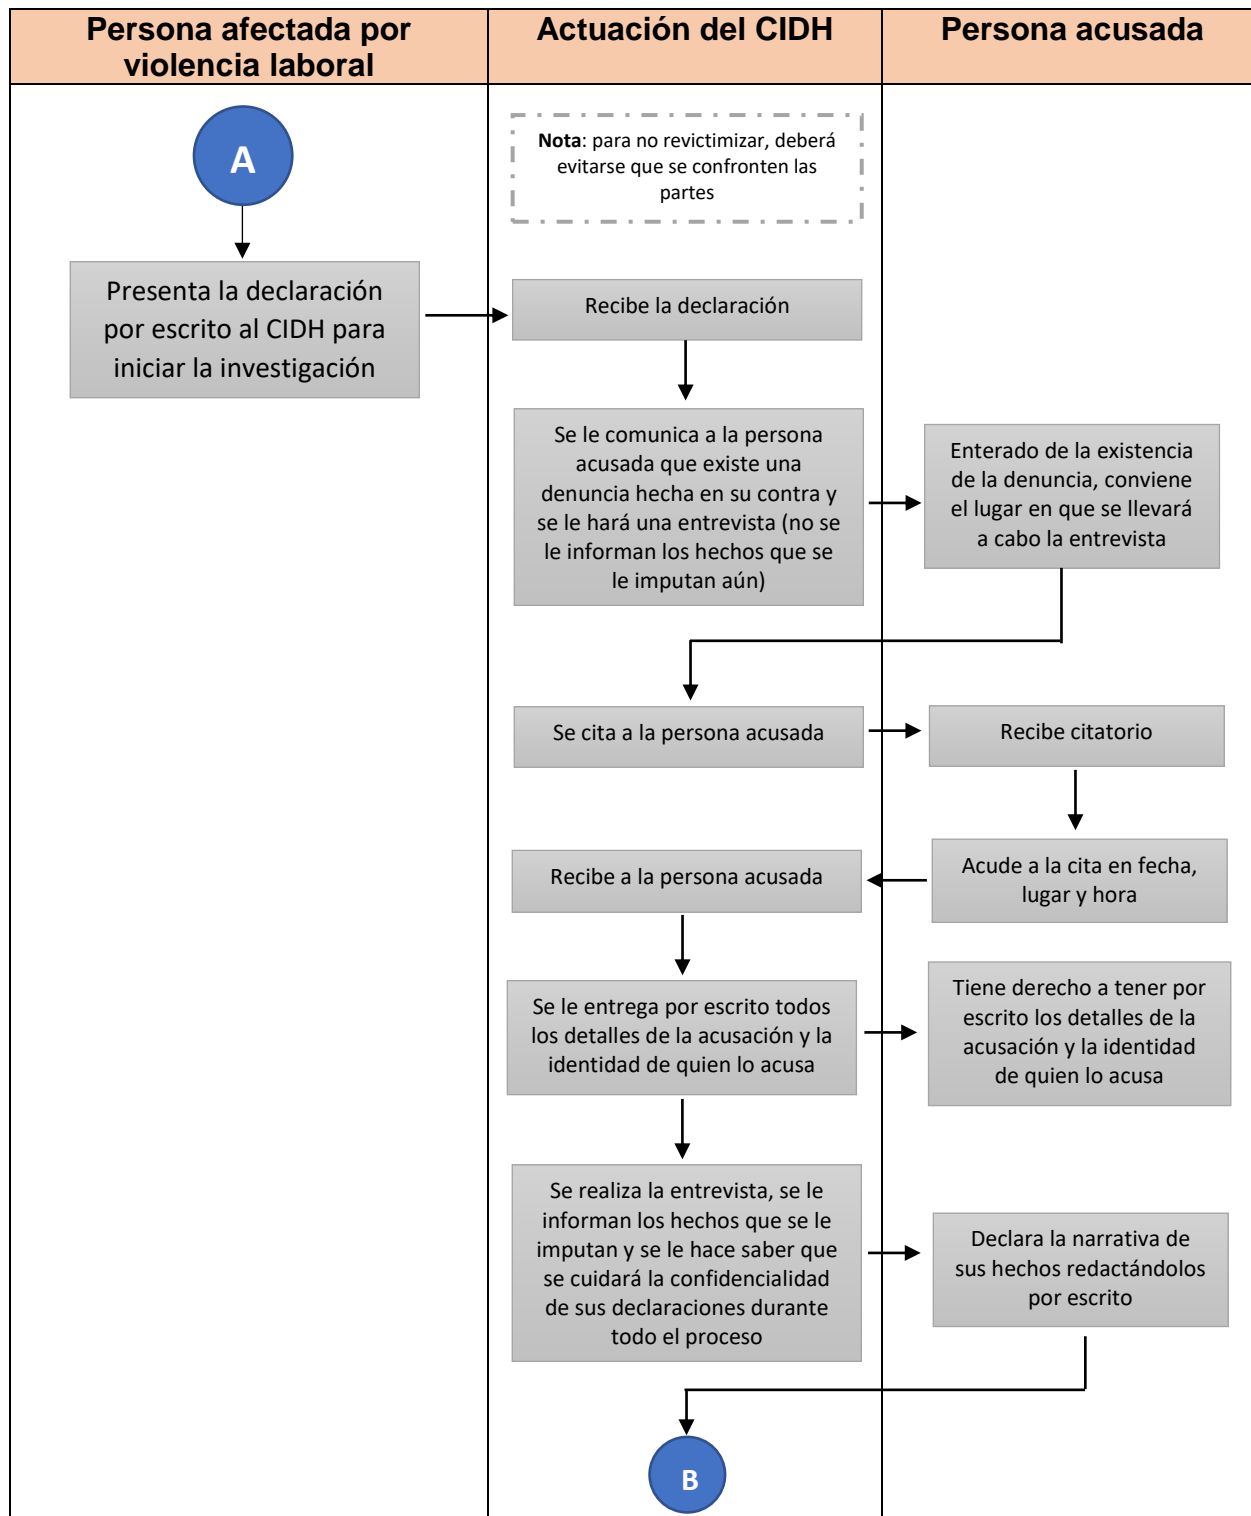 Persona afectada por
violencia laboral
Actuación del CIDH
Persona acusada
A
Nota: para no revictimizar, deberá
evitarse que se confronten las
partes
Presenta la declaración
por escrito al CIDH para
iniciar la investigación
Recibe la declaración
Se le comunica a la persona
acusada que existe una
denuncia hecha en su contra y
se le hará una entrevista (no se
le informan los hechos que se
le imputan aún)
Enterado de la existencia
de la denuncia, conviene
el lugar en que se llevará
a cabo la entrevista
Se cita a la persona acusada
Recibe citatorio
Acude a la cita en fecha,
lugar y hora
Recibe a la persona acusada
Se le entrega por escrito todos
los detalles de la acusación y la
identidad de quien lo acusa
Tiene derecho a tener por
escrito los detalles de la
acusación y la identidad
de quien lo acusa
Se realiza la entrevista, se le
informan los hechos que se le
imputan y se le hace saber que
se cuidará la confidencialidad
de sus declaraciones durante
todo el proceso
Declara la narrativa de
sus hechos redactándolos
por escrito
B